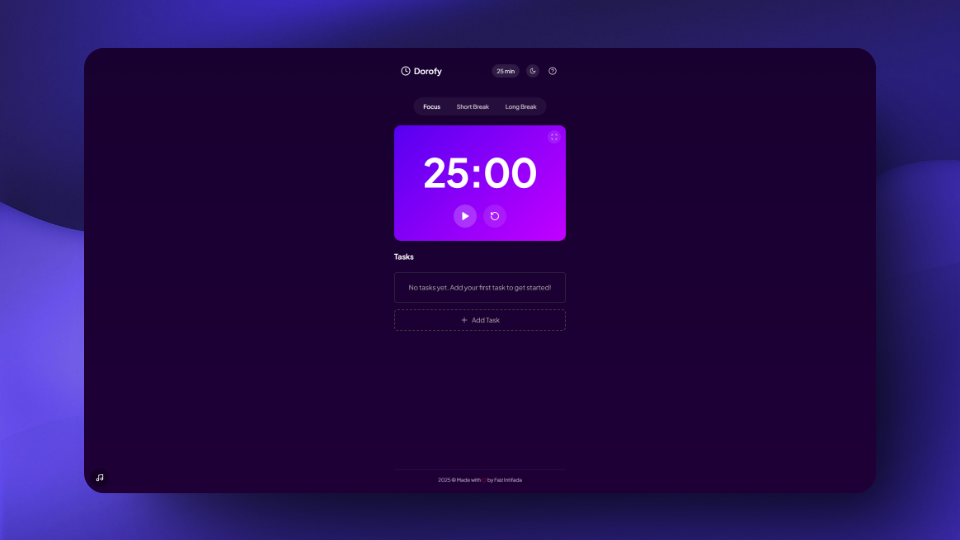 Dorofy
25 min
Focus Short Break Long Break
25:00
Tasks
No tasks yet. Add your first task to get started!
+ Add Task
2025 © Made with by Faiz Intifada